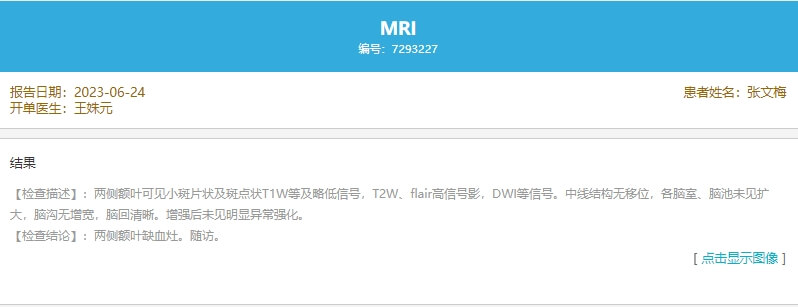 MRI
编号：7293227
报告日期：2023-06-24
患者姓名：张文梅
开单医生：王姝元
结果
【检查描述】：两侧额叶可见小斑片状及斑点状T1W等及略低信号，T2W、flair高信号影，DWI等信号。中线结构无移位，各脑室、脑池未见扩
大，脑沟无增宽，脑回清晰。增强后未见明显异常强化。
【检查结论】：两侧额叶缺血灶。随访。
[ 点击显示图像 ]